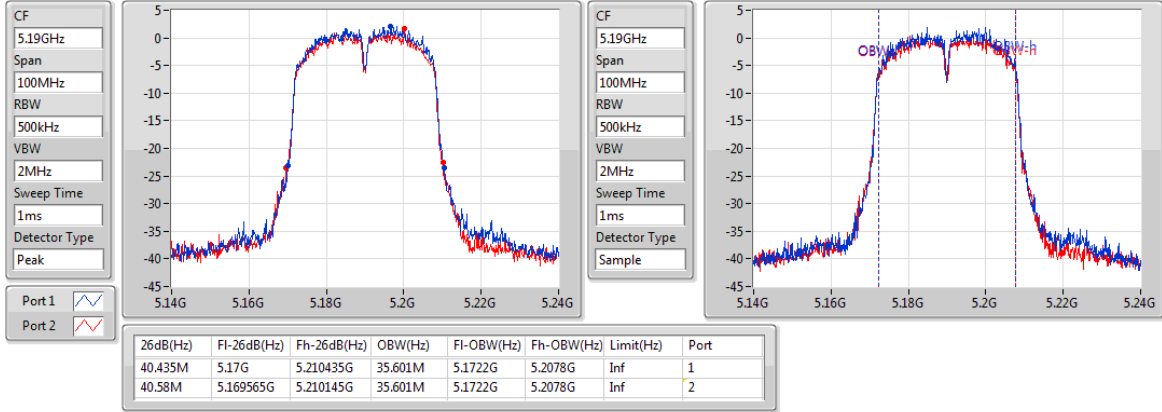 CF
5.19GHz
Span
100MHz
RBW
500kHz
VBW
2MHz
Sweep Time
1ms
Detector Type
Peak
Port 1
Port 2
5
0
-5
-10
-15
-20
-25
-30
-35
-40
-45
5.14G 5.16G 5.18G 5.2G 5.22G 5.24G
CF
5.19GHz
Span
100MHz
RBW
500kHz
VBW
2MHz
Sweep Time
1ms
Detector Type
Sample
5
0
-5
-10
-15
-20
-25
-30
-35
-40
-45
OBW
OBW-h
5.14G 5.16G 5.18G 5.2G 5.22G 5.24G
26dB(Hz) Fl-26dB(Hz) Fh-26dB(Hz) OBW(Hz) Fl-OBW(Hz) Fh-OBW(Hz) Limit(Hz) Port
40.435M 5.17G 5.210435G 35.601M 5.1722G 5.2078G Inf 1
40.58M 5.169565G 5.210145G 35.601M 5.1722G 5.2078G Inf 2